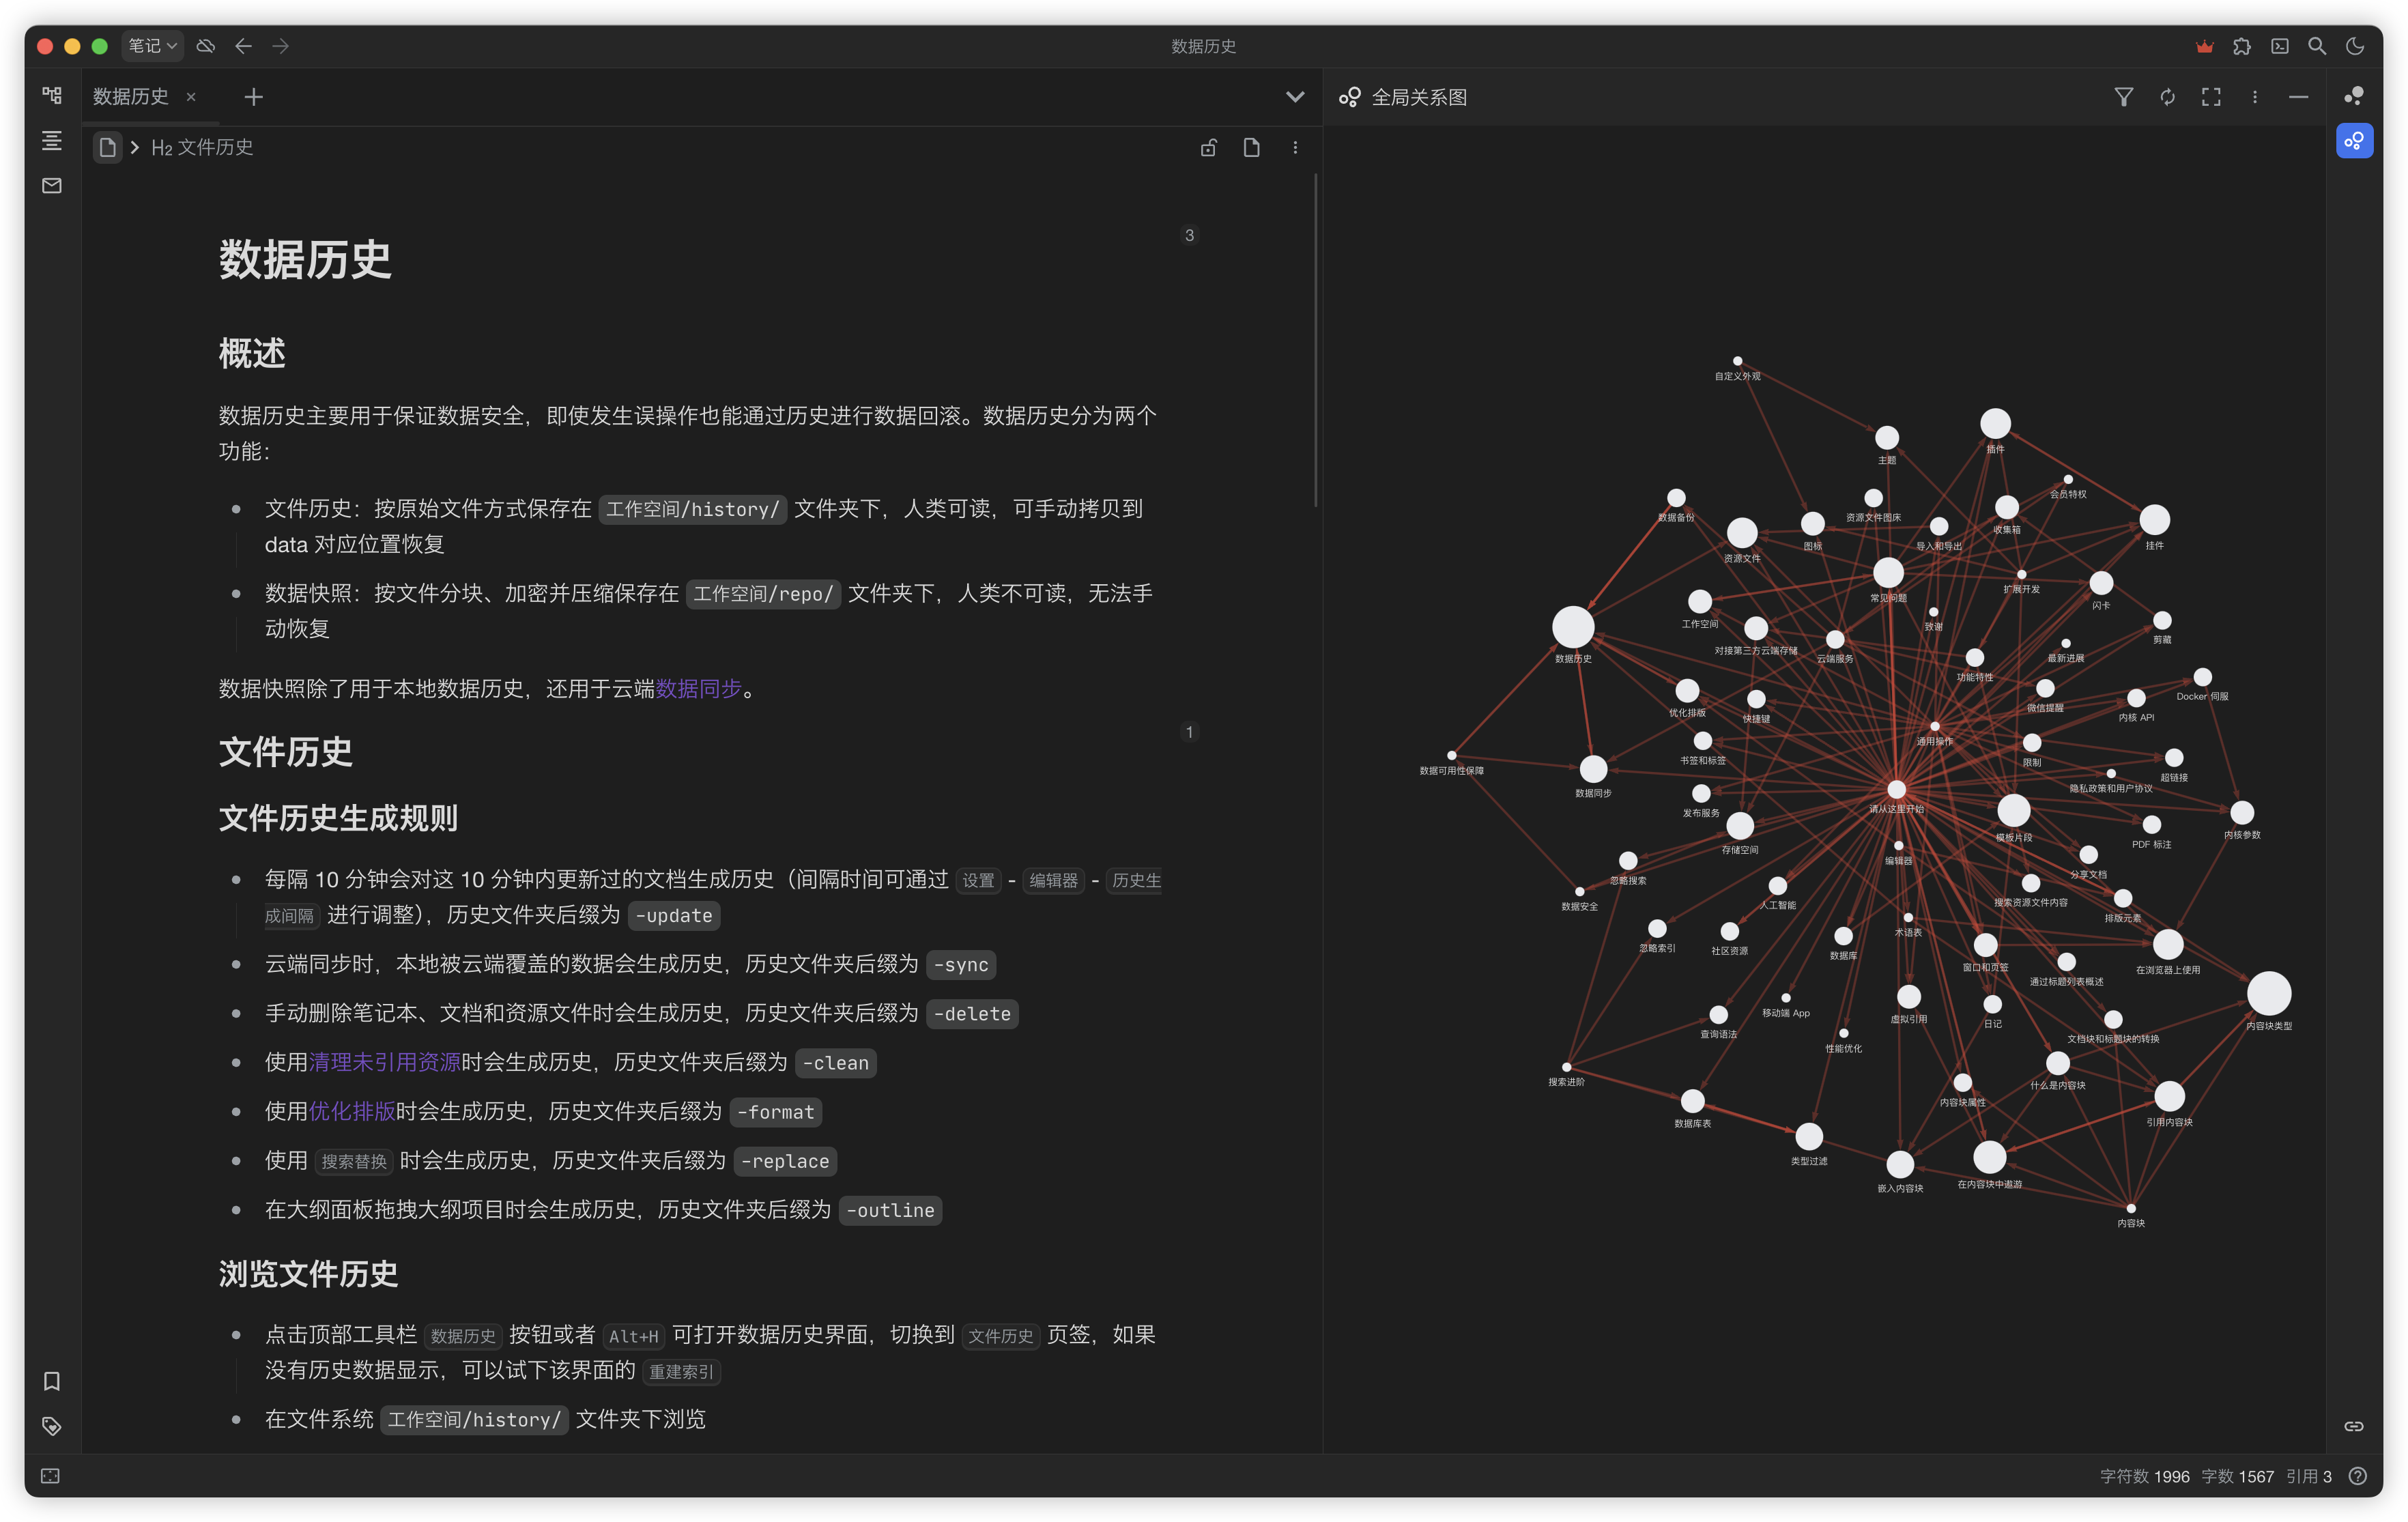 笔记
数据历史
数据历史
H2 文件历史
数据历史
3
概述
数据历史主要用于保证数据安全，即使发生误操作也能通过历史进行数据回滚。数据历史分为两个
功能：
文件历史：按原始文件方式保存在 工作空间/history/ 文件夹下，人类可读，可手动拷贝到
data 对应位置恢复
数据快照：按文件分块、加密并压缩保存在 工作空间/repo/ 文件夹下，人类不可读，无法手
动恢复
数据快照除了用于本地数据历史，还用于云端数据同步。
文件历史
1
文件历史生成规则
每隔 10 分钟会对这 10 分钟内更新过的文档生成历史（间隔时间可通过 设置 - 编辑器 - 历史生
成间隔 进行调整），历史文件夹后缀为 -update
云端同步时，本地被云端覆盖的数据会生成历史，历史文件夹后缀为 -sync
手动删除笔记本、文档和资源文件时会生成历史，历史文件夹后缀为 -delete
使用清理未引用资源时会生成历史，历史文件夹后缀为 -clean
使用优化排版时会生成历史，历史文件夹后缀为 -format
使用 搜索替换 时会生成历史，历史文件夹后缀为 -replace
在大纲面板拖拽大纲项目时会生成历史，历史文件夹后缀为 -outline
浏览文件历史
点击顶部工具栏 数据历史 按钮或者 Alt+H 可打开数据历史界面，切换到 文件历史 页签，如果
没有历史数据显示，可以试下该界面的 重建索引
在文件系统 工作空间/history/ 文件夹下浏览
全局关系图
自定义外观
主题
插件
会员特权
数据备份
资源文件图床
收集箱
图标
导入和导出
挂件
资源文件
常见问题
扩展开发
闪卡
工作空间
致谢
剪藏
对接第三方云端存储
云端服务
数据历史
最新进展
功能特性
Docker 伺服
优化排版
快捷键
微信提醒
内核 API
通用操作
书签和标签
限制
数据可用性保障
超链接
数据同步
隐私政策和用户协议
请从这里开始
发布服务
模板片段
内核参数
PDF 标注
存储空间
编辑器
分享文档
忽略搜索
搜索资源文件内容
人工智能
数据安全
排版元素
术语表
忽略索引
社区资源
数据库
窗口和页签
在浏览器上使用
通过标题列表概述
移动端 App
虚拟引用
日记
内容块类型
查询语法
文档块和标题块的转换
性能优化
搜索进阶
什么是内容块
内容块属性
数据库表
引用内容块
类型过滤
嵌入内容块
在内容块中遨游
内容块
字符数 1996 字数 1567 引用 3